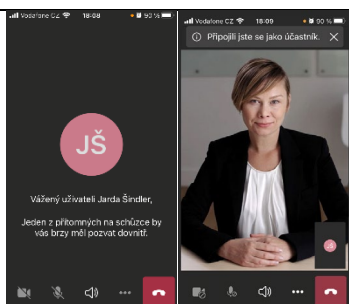 Vodafone CZ 18:08 90 %
JŠ
Vážený uživateli Jarda Šindler,
Jeden z přítomných na schůzce by
vás brzy měl pozvat dovnitř.
Vodafone CZ 18:09 90 %
Připojili jste se jako účastník.
JŠ